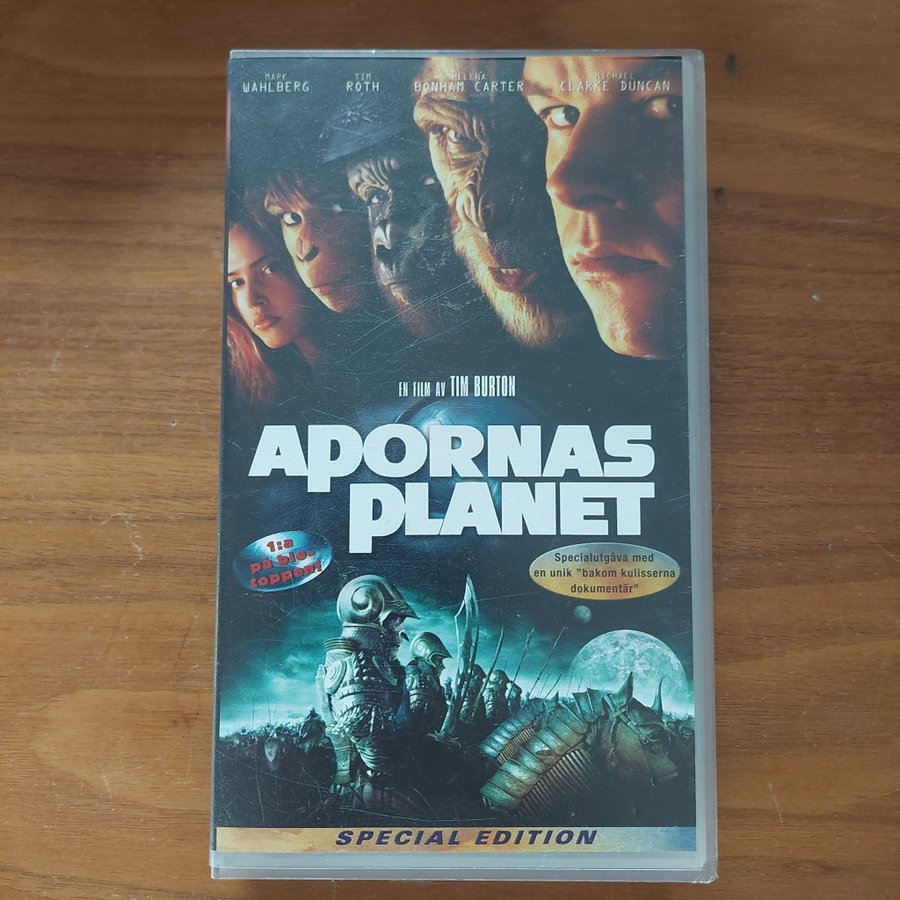 MARK WAHLBERG
TIM ROTH
HELENA BONHAM CARTER
MICHAEL CLARKE DUNCAN
EN FILM AV TIM BURTON
APORNAS
PLANET
1:a
på bio-
toppen!
Specialutgåva med
en unik "bakom kulisserna
dokumentär"
SPECIAL EDITION